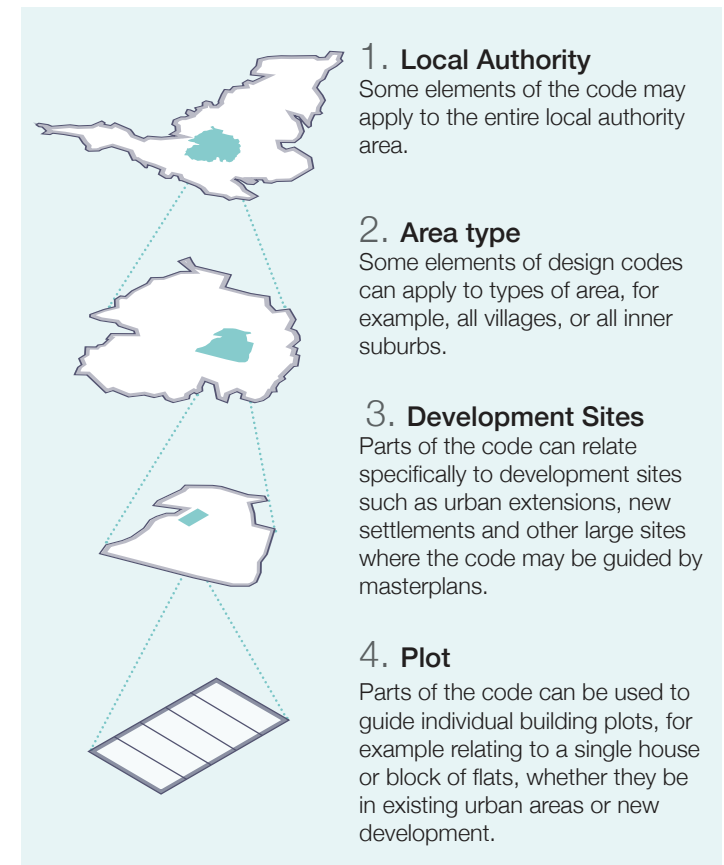 1. Local Authority
Some elements of the code may
apply to the entire local authority
area.
2. Area type
Some elements of design codes
can apply to types of area, for
example, all villages, or all inner
suburbs.
3. Development Sites
Parts of the code can relate
specifically to development sites
such as urban extensions, new
settlements and other large sites
where the code may be guided by
masterplans.
4. Plot
Parts of the code can be used to
guide individual building plots, for
example relating to a single house
or block of flats, whether they be
in existing urban areas or new
development.